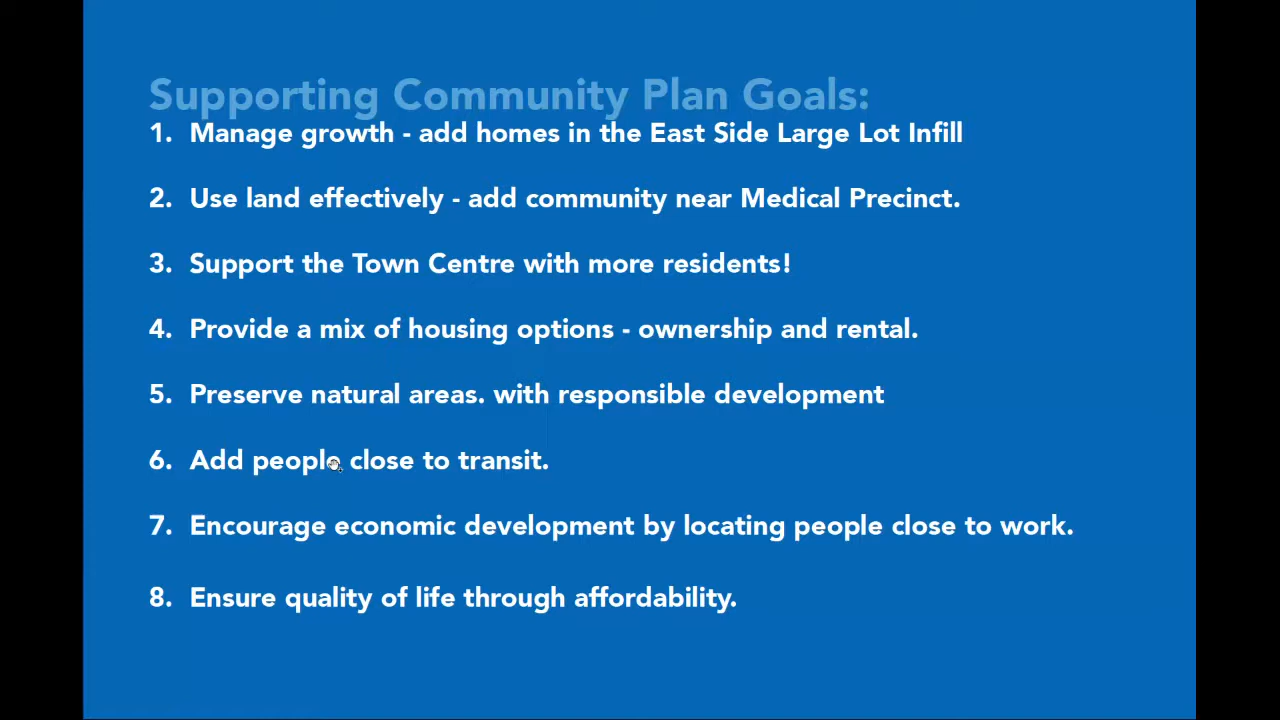 Supporting Community Plan Goals:
1. Manage growth - add homes in the East Side Large Lot Infill
2. Use land effectively - add community near Medical Precinct.
3. Support the Town Centre with more residents!
4. Provide a mix of housing options - ownership and rental.
5. Preserve natural areas. with responsible development
6. Add people close to transit.
7. Encourage economic development by locating people close to work.
8. Ensure quality of life through affordability.